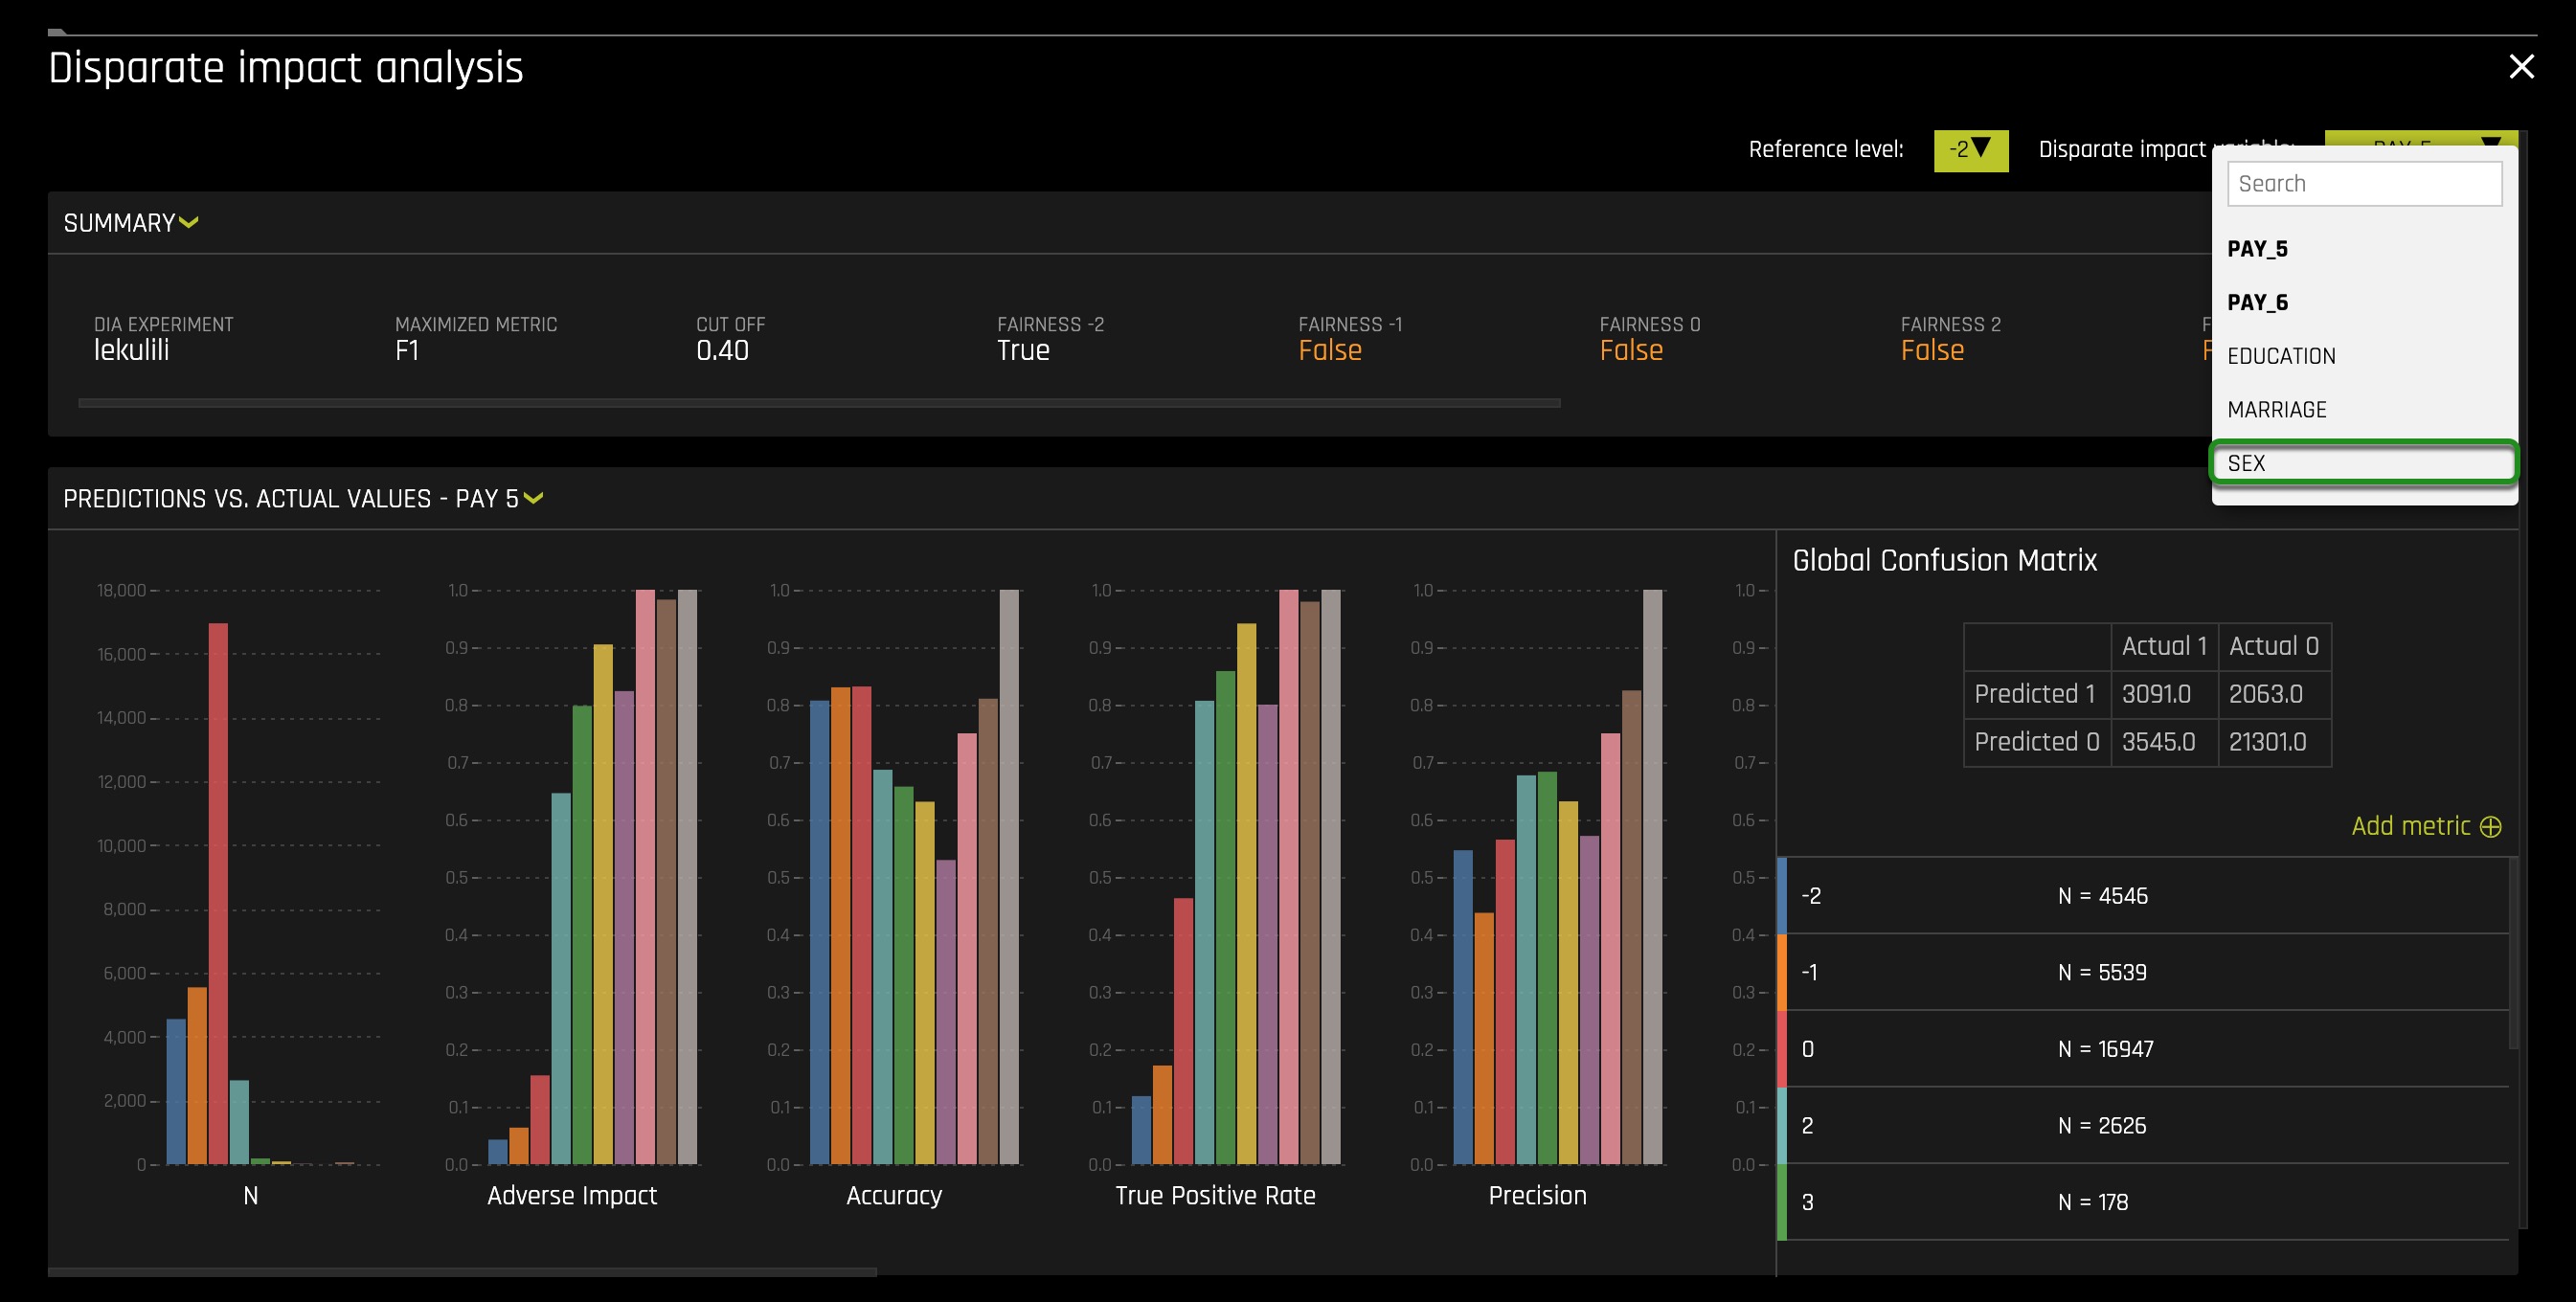 Disparate impact analysis
Reference level: -2 Disparate impact
Search
PAY_5
PAY_6
EDUCATION
MARRIAGE
SEX
SUMMARY
DIA EXPERIMENT MAXIMIZED METRIC CUT OFF FAIRNESS -2 FAIRNESS -1 FAIRNESS 0 FAIRNESS 2
lekulili F1 0.40 True False False False
PREDICTIONS VS. ACTUAL VALUES - PAY 5
18,000
16,000
14,000
12,000
10,000
8,000
6,000
4,000
2,000
0
N
1.0
0.9
0.8
0.7
0.6
0.5
0.4
0.3
0.2
0.1
0.0
Adverse Impact
1.0
0.9
0.8
0.7
0.6
0.5
0.4
0.3
0.2
0.1
0.0
Accuracy
1.0
0.9
0.8
0.7
0.6
0.5
0.4
0.3
0.2
0.1
0.0
True Positive Rate
1.0
0.9
0.8
0.7
0.6
0.5
0.4
0.3
0.2
0.1
0.0
Precision
1.0
0.9
0.8
0.7
0.6
0.5
0.4
0.3
0.2
0.1
0.0
Global Confusion Matrix
Actual 1 Actual 0
Predicted 1 3091.0 2063.0
Predicted 0 3545.0 21301.0
Add metric
-2 N = 4546
-1 N = 5539
0 N = 16947
2 N = 2626
3 N = 178